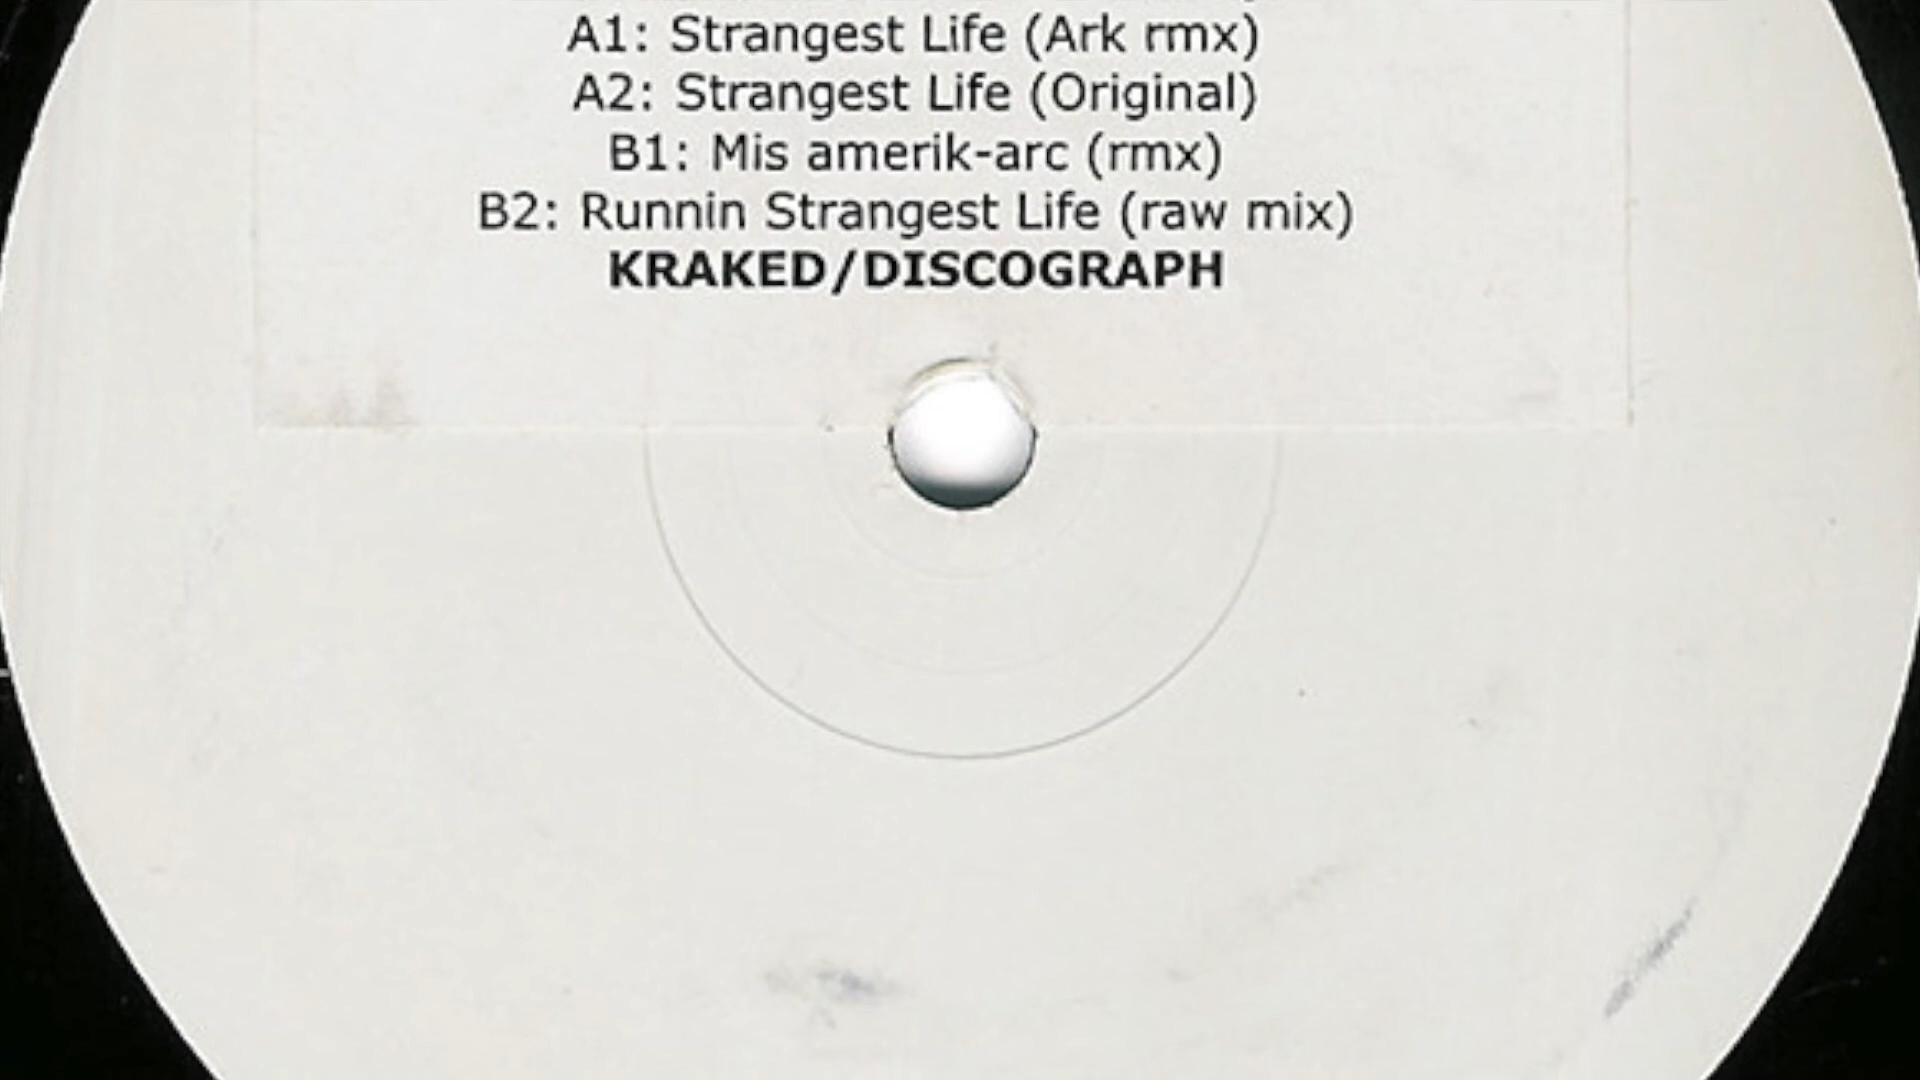 A1: Strangest Life (Ark rmx)
A2: Strangest Life (Original)
B1: Mis amerik-arc (rmx)
B2: Runnin Strangest Life (raw mix)
KRAKED/DISCOGRAPH